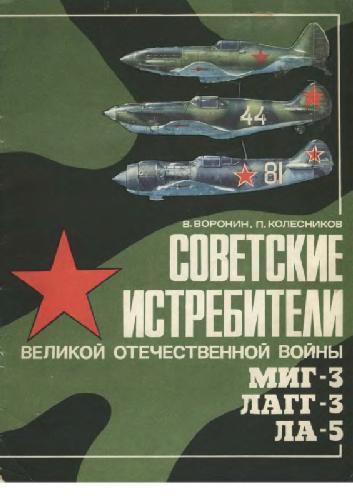 44
81
В. ВОРОНИН, П. КОЛЕСНИКОВ
СОВЕТСКИЕ
ИСТРЕБИТЕЛИ
ВЕЛИКОЙ ОТЕЧЕСТВЕННОЙ ВОЙНЫ
МИГ-3
ЛАГГ-3
ЛА-5